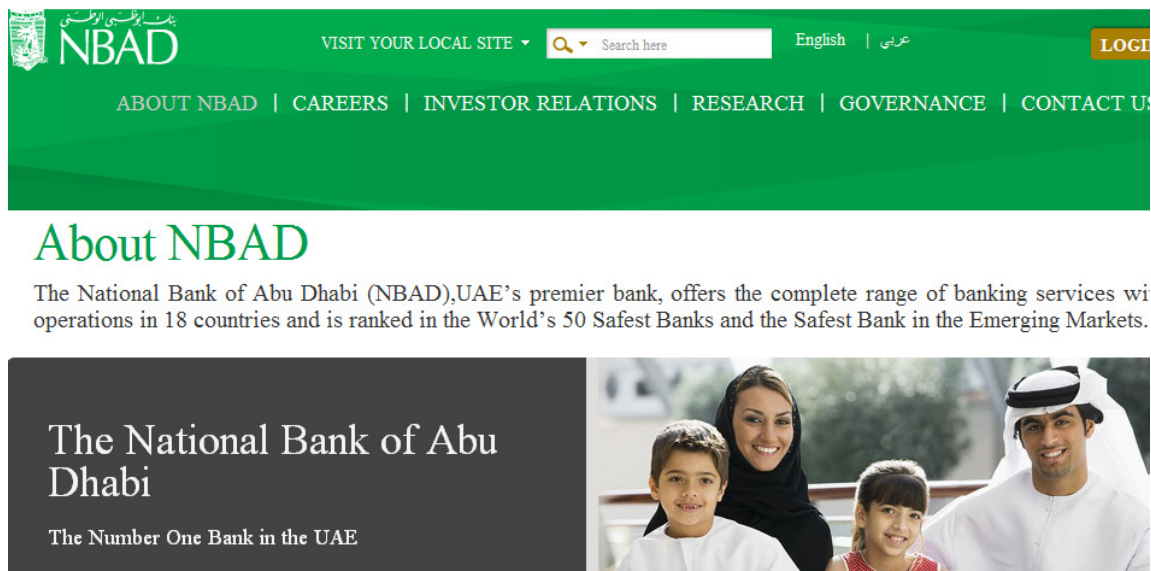 بنك أبوظبي الوطني
NBAD
VISIT YOUR LOCAL SITE
Search here
English | عربي
LOGI
ABOUT NBAD | CAREERS | INVESTOR RELATIONS | RESEARCH | GOVERNANCE | CONTACT US
About NBAD
The National Bank of Abu Dhabi (NBAD),UAE’s premier bank, offers the complete range of banking services wi
operations in 18 countries and is ranked in the World’s 50 Safest Banks and the Safest Bank in the Emerging Markets.
The National Bank of Abu
Dhabi
The Number One Bank in the UAE